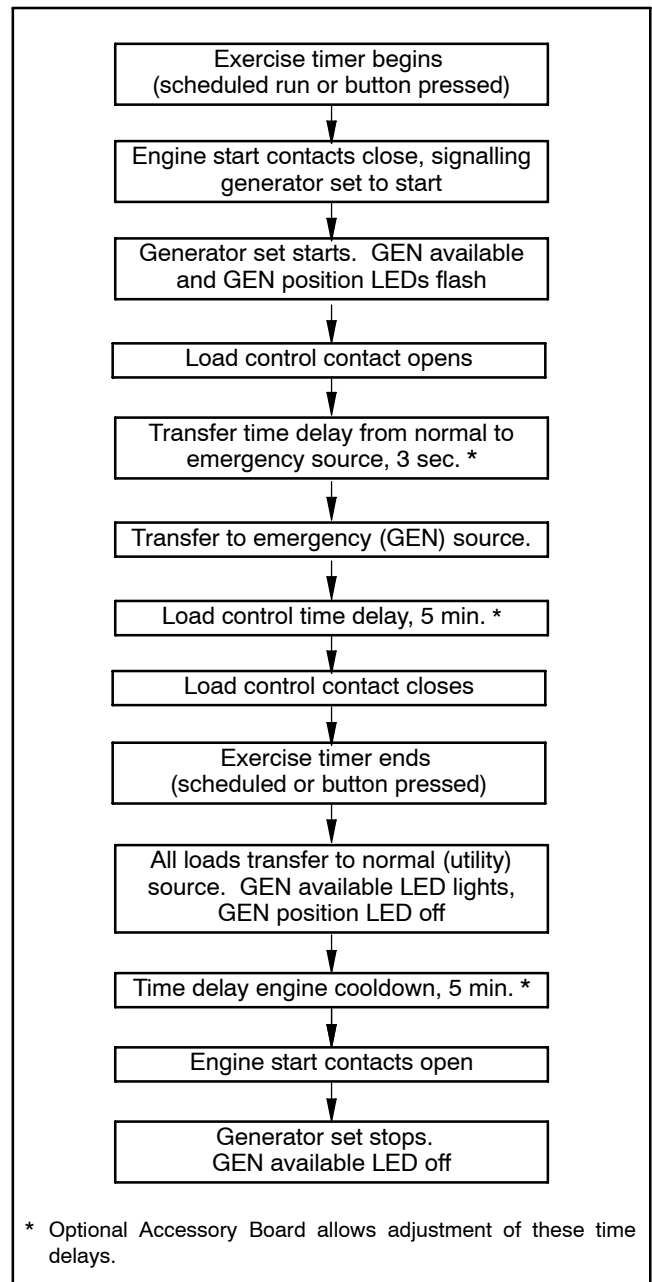 Exercise timer begins
(scheduled run or button pressed)
Engine start contacts close, signalling
generator set to start
Generator set starts.  GEN available
and GEN position LEDs flash
Load control contact opens
Transfer time delay from normal to
emergency source, 3 sec. *
Transfer to emergency (GEN) source.
Load control time delay, 5 min. *
Load control contact closes
Exercise timer ends
(scheduled or button pressed)
All loads transfer to normal (utility)
source.  GEN available LED lights,
GEN position LED off
Time delay engine cooldown, 5 min. *
Engine start contacts open
Generator set stops.
GEN available LED off
* Optional Accessory Board allows adjustment of these time
delays.